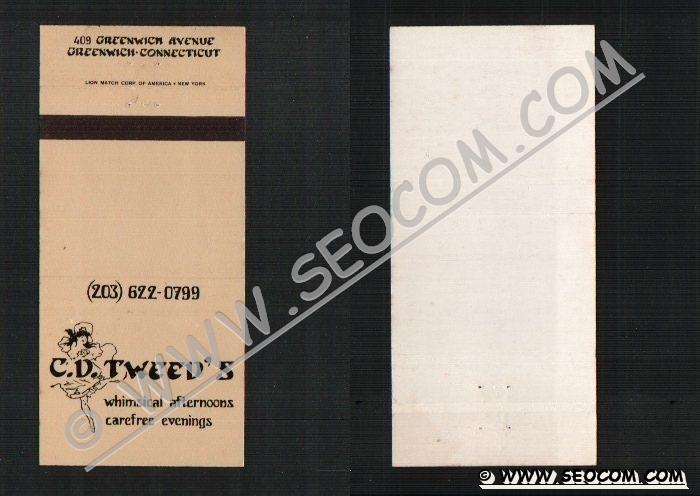 409 GREENWICH AVENUE
GREENWICH·CONNECTICUT
LION MATCH CORP. OF AMERICA • NEW YORK
(203) 622-0799
C.D. TWEED'S
whimsical afternoons
carefree evenings
© WWW.SEOCOM.COM
© WWW.SEOCOM.COM